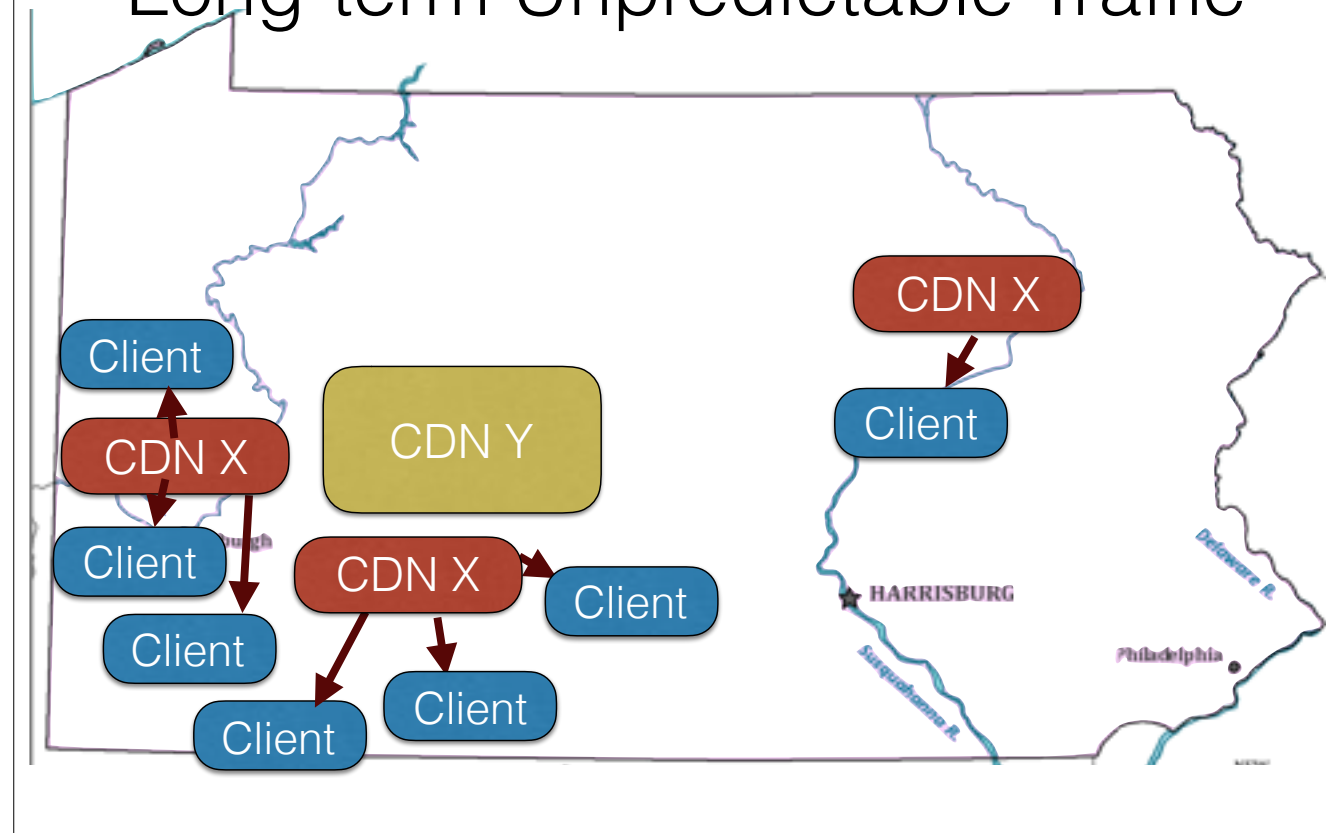 Long-term Unpredictable Traffic
CDN X
Client
Client
CDN X
CDN Y
Client
Client
burgh
CDN X
Client
Client
Client
Client
HARRISBURG
Susquehanna R.
Delaware R.
Philadelphia